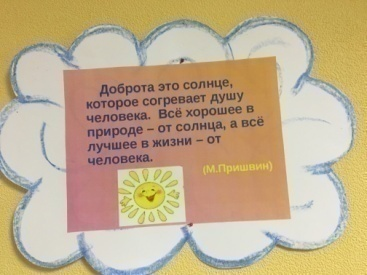 Доброта это солнце,
которое согревает душу
человека. Всё хорошее в
природе – от солнца, а всё
лучшее в жизни – от
человека.
(М.Пришвин)